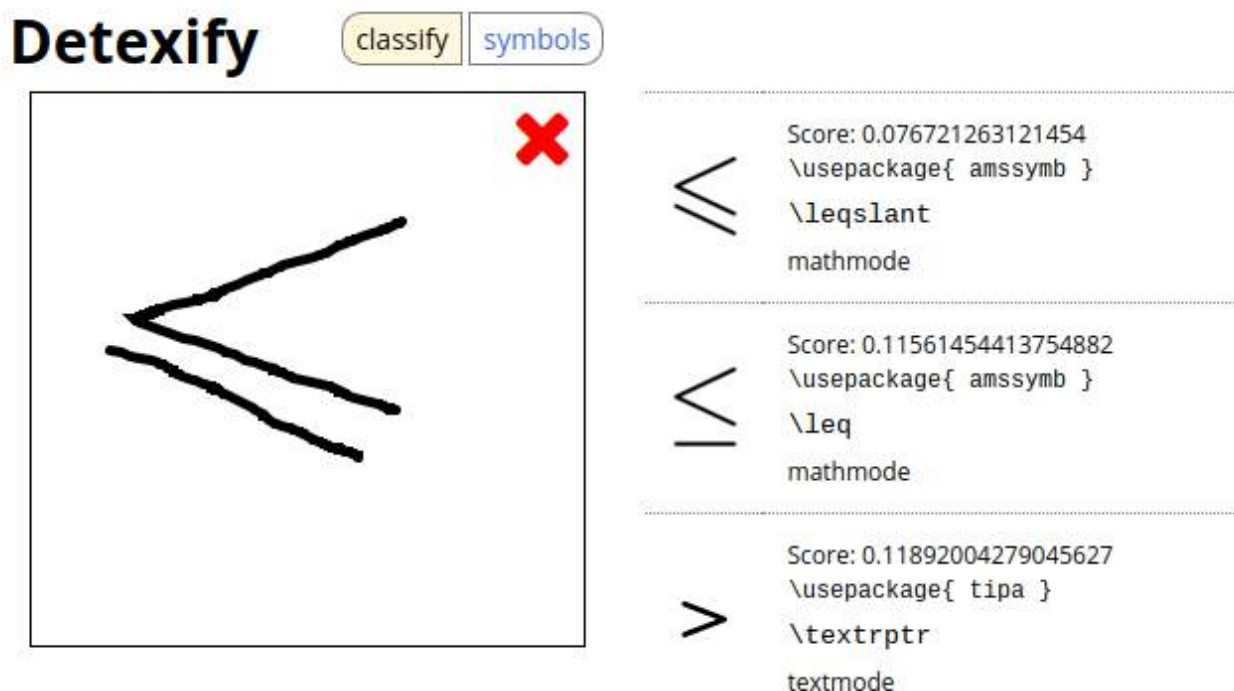 Detexify
classify
symbols
Score: 0.076721263121454
\usepackage{ amssymb }
\leqslant
mathmode
Score: 0.11561454413754882
\usepackage{ amssymb }
\leq
mathmode
Score: 0.11892004279045627
\usepackage{ tipa }
\textrptr
textmode